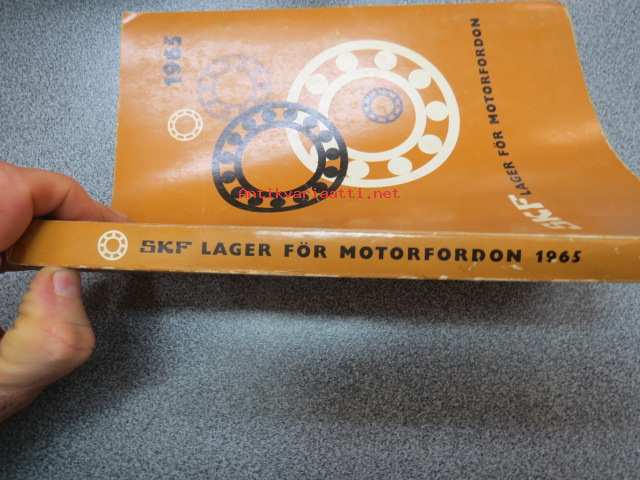 1965
SKF LAGER FÖR MOTORFORDON
Antikvariaatti.net
SKF LAGER FÖR MOTORFORDON 1965